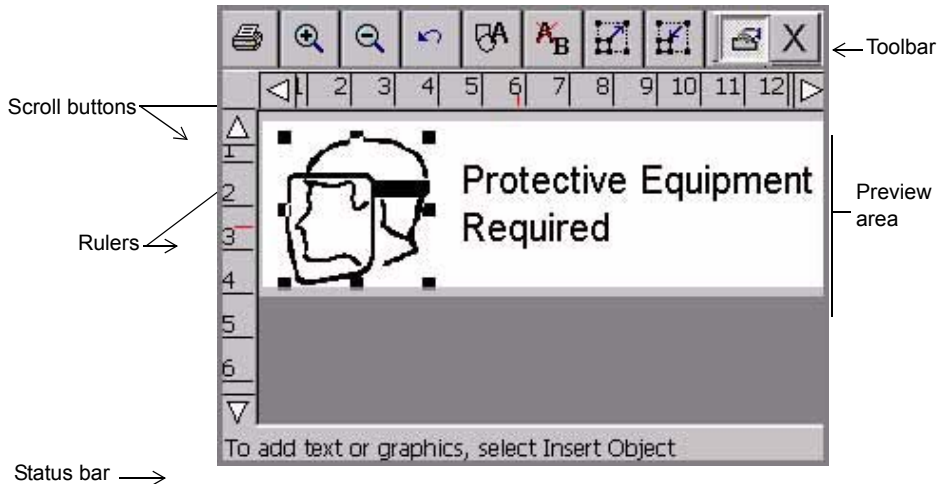 A
A B
X
Toolbar
1 2 3 4 5 6 7 8 9 10 11 12
Scroll buttons
1
2
3
4
5
6
Rulers
Protective Equipment
Required
Preview
area
To add text or graphics, select Insert Object
Status bar